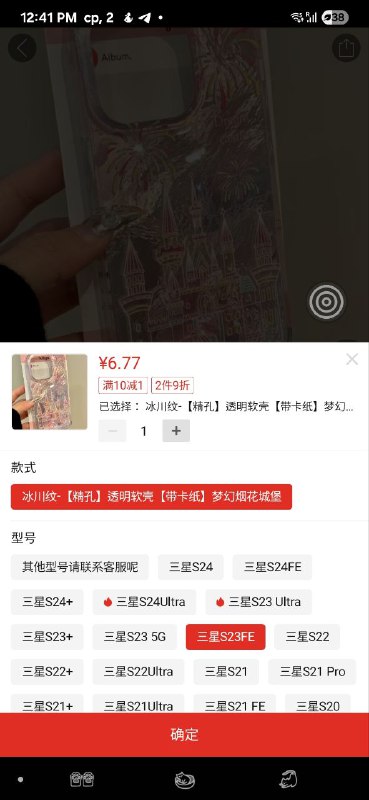 12:41 PM cp, 2
38
Album.
¥6.77
满10减1 2件9折
已选择： 冰川纹-【精孔】透明软壳【带卡纸】梦幻...
1
款式
冰川纹-【精孔】透明软壳【带卡纸】梦幻烟花城堡
型号
其他型号请联系客服呢 三星S24 三星S24FE
三星S24+ 三星S24Ultra 三星S23 Ultra
三星S23+ 三星S23 5G 三星S23FE 三星S22
三星S22+ 三星S22Ultra 三星S21 三星S21 Pro
三星S21+ 三星S21Ultra 三星S21 FE 三星S20
确定